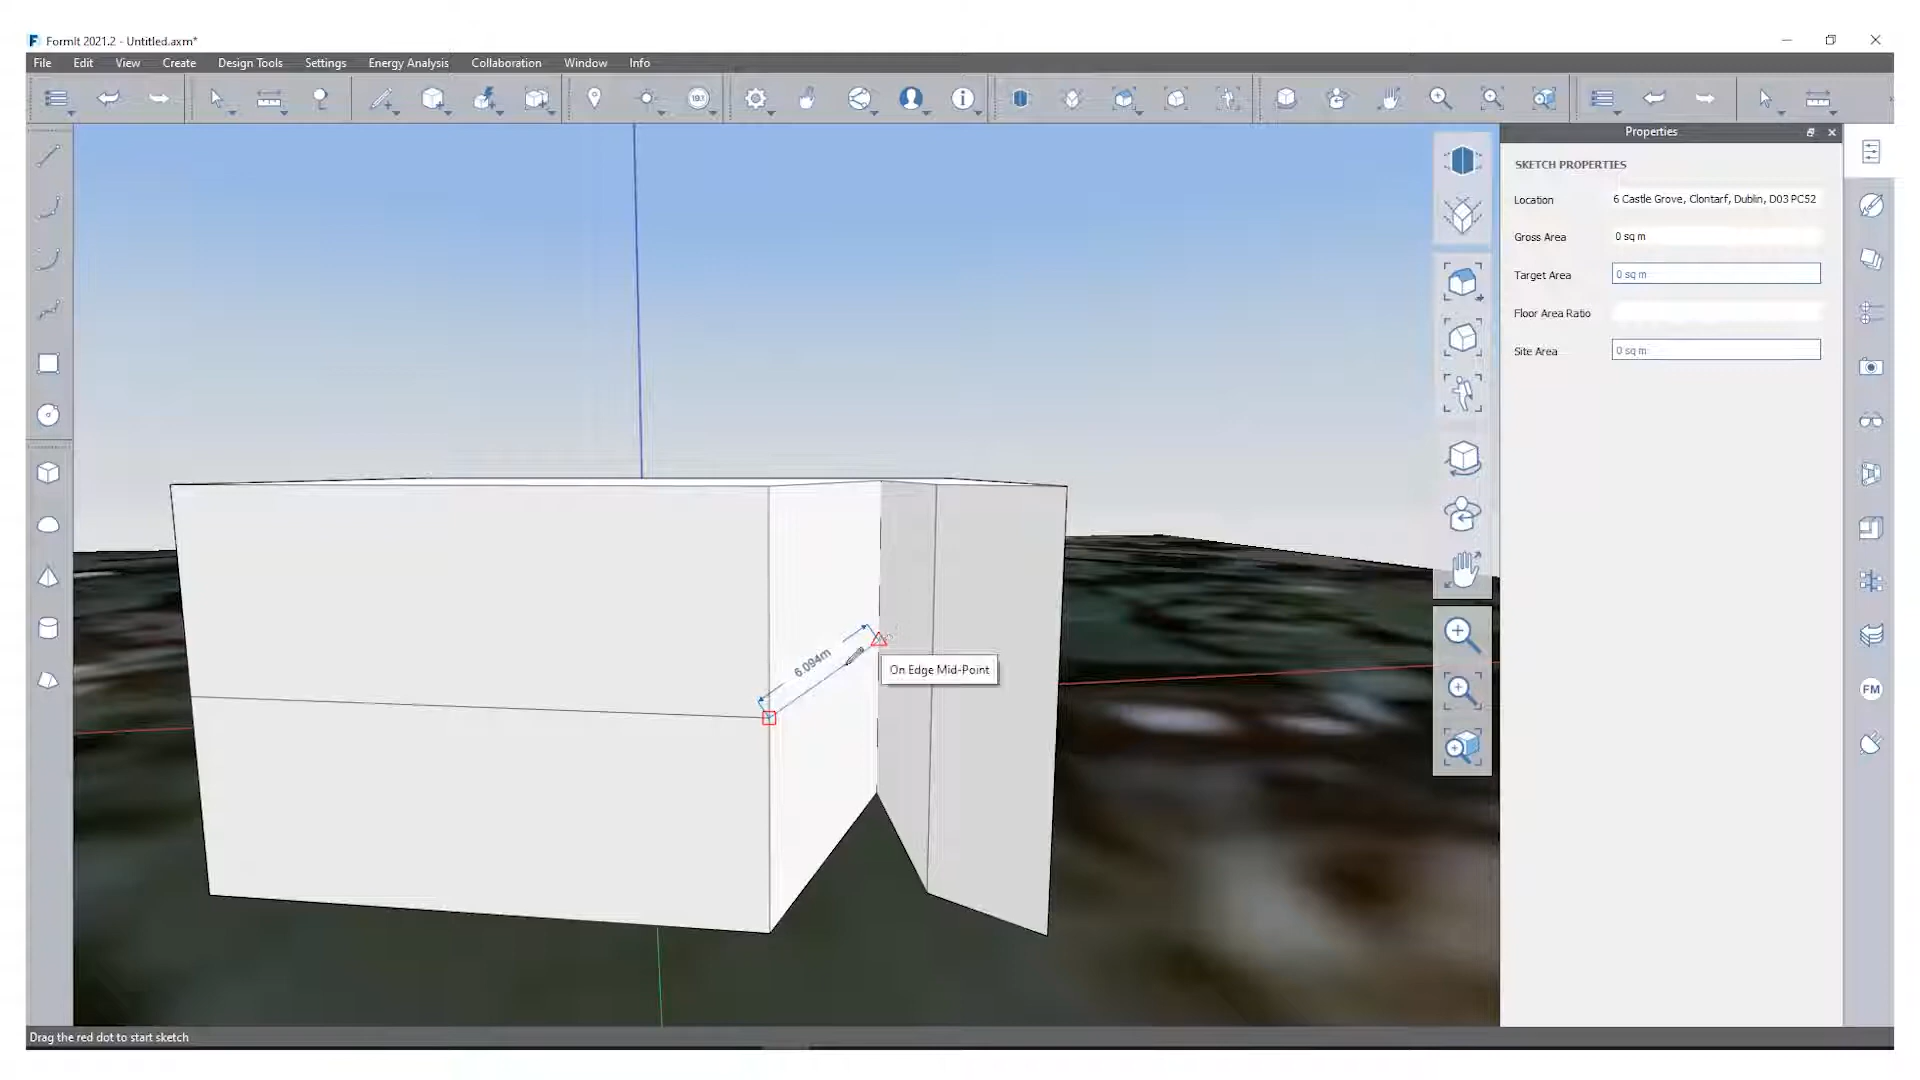 FormIt 2021.2 - Untitled.axm*
File Edit View Create Design Tools Settings Energy Analysis Collaboration Window Info
Properties
SKETCH PROPERTIES
Location 6 Castle Grove, Clontarf, Dublin, D03 PC52
Gross Area 0 sq m
Target Area 0 sq m
Floor Area Ratio
Site Area 0 sq m
6.094m
On Edge Mid-Point
FM
Drag the red dot to start sketch